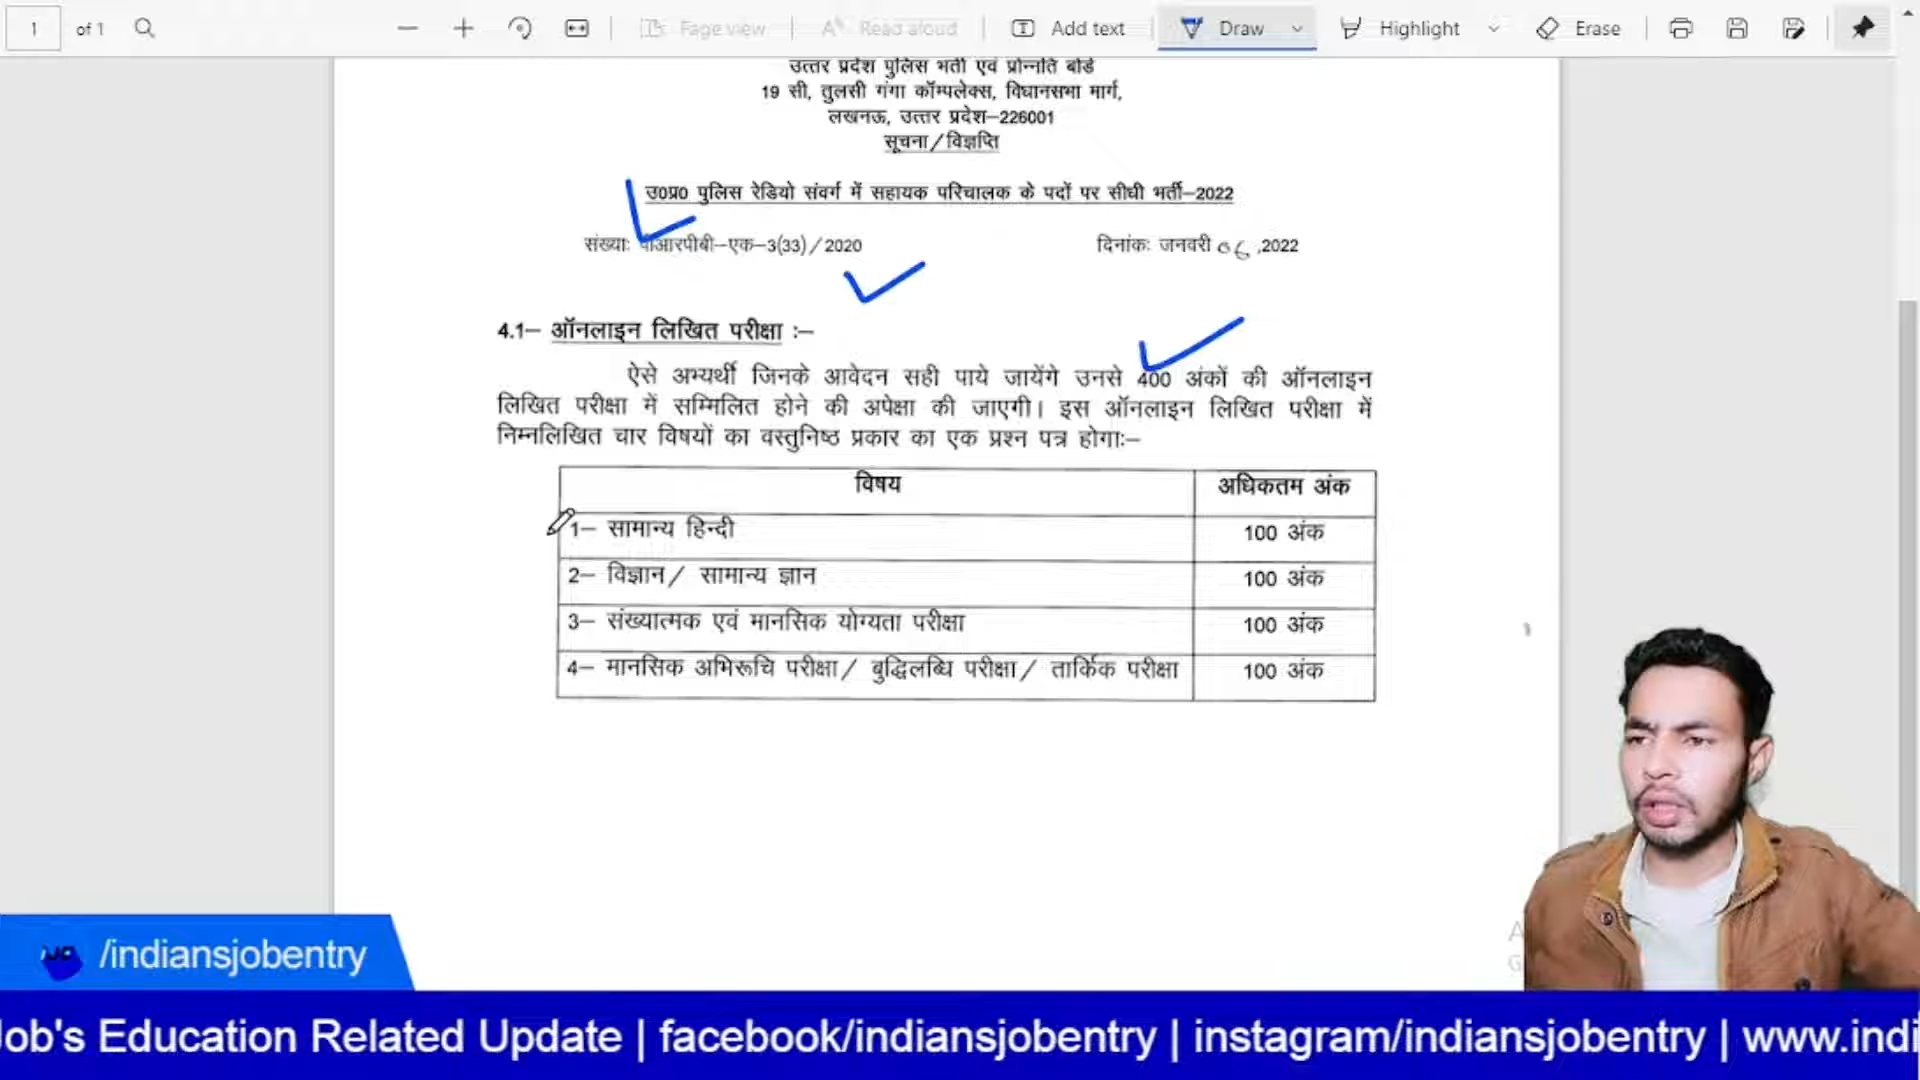 1 of 1 Page view Read aloud Add text Draw Highlight Erase
उत्तर प्रदेश पुलिस भर्ती एवं प्रोन्नति बोर्ड
19 सी, तुलसी गंगा कॉम्पलेक्स, विधानसभा मार्ग,
लखनऊ, उत्तर प्रदेश–226001
सूचना/विज्ञप्ति
उ0प्र0 पुलिस रेडियो संवर्ग में सहायक परिचालक के पदों पर सीधी भर्ती–2022
संख्याः पीआरपीबी–एक–3(33)/2020 दिनांकः जनवरी 06,2022
4.1– ऑनलाइन लिखित परीक्षा :–
ऐसे अभ्यर्थी जिनके आवेदन सही पाये जायेंगे उनसे 400 अंकों की ऑनलाइन
लिखित परीक्षा में सम्मिलित होने की अपेक्षा की जाएगी। इस ऑनलाइन लिखित परीक्षा में
निम्नलिखित चार विषयों का वस्तुनिष्ठ प्रकार का एक प्रश्न पत्र होगाः–
विषय अधिकतम अंक
1– सामान्य हिन्दी 100 अंक
2– विज्ञान/ सामान्य ज्ञान 100 अंक
3– संख्यात्मक एवं मानसिक योग्यता परीक्षा 100 अंक
4– मानसिक अभिरूचि परीक्षा/ बुद्धिलब्धि परीक्षा/ तार्किक परीक्षा 100 अंक
/indiansjobentry
Job's Education Related Update | facebook/indiansjobentry | instagram/indiansjobentry | www.indi